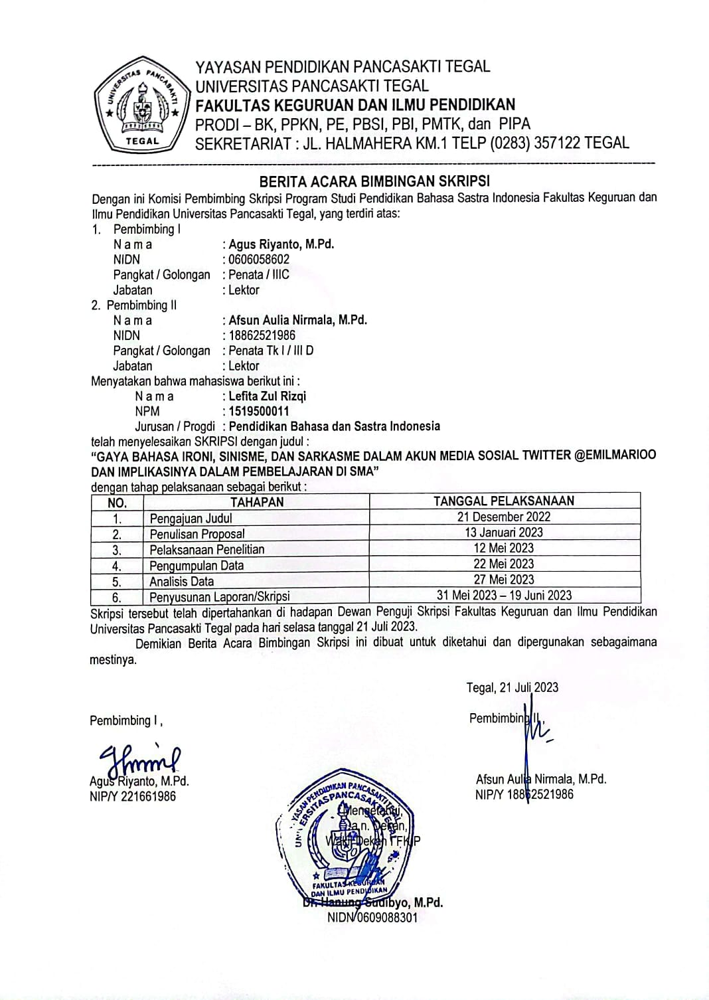 UNIVERSITAS PANCASAKTI
TEGAL
YAYASAN PENDIDIKAN PANCASAKTI TEGAL
UNIVERSITAS PANCASAKTI TEGAL
FAKULTAS KEGURUAN DAN ILMU PENDIDIKAN
PRODI – BK, PPKN, PE, PBSI, PBI, PMTK, dan PIPA
SEKRETARIAT : JL. HALMAHERA KM.1 TELP (0283) 357122 TEGAL
BERITA ACARA BIMBINGAN SKRIPSI
Dengan ini Komisi Pembimbing Skripsi Program Studi Pendidikan Bahasa Sastra Indonesia Fakultas Keguruan dan
Ilmu Pendidikan Universitas Pancasakti Tegal, yang terdiri atas:
1. Pembimbing I
N a m a : Agus Riyanto, M.Pd.
NIDN : 0606058602
Pangkat / Golongan : Penata / IIIC
Jabatan : Lektor
2. Pembimbing II
N a m a : Afsun Aulia Nirmala, M.Pd.
NIDN : 18862521986
Pangkat / Golongan : Penata Tk I / III D
Jabatan : Lektor
Menyatakan bahwa mahasiswa berikut ini :
N a m a : Lefita Zul Rizqi
NPM : 1519500011
Jurusan / Progdi : Pendidikan Bahasa dan Sastra Indonesia
telah menyelesaikan SKRIPSI dengan judul :
“GAYA BAHASA IRONI, SINISME, DAN SARKASME DALAM AKUN MEDIA SOSIAL TWITTER @EMILMARIOO
DAN IMPLIKASINYA DALAM PEMBELAJARAN DI SMA”
dengan tahap pelaksanaan sebagai berikut :
NO. TAHAPAN TANGGAL PELAKSANAAN
1. Pengajuan Judul 21 Desember 2022
2. Penulisan Proposal 13 Januari 2023
3. Pelaksanaan Penelitian 12 Mei 2023
4. Pengumpulan Data 22 Mei 2023
5. Analisis Data 27 Mei 2023
6. Penyusunan Laporan/Skripsi 31 Mei 2023 – 19 Juni 2023
Skripsi tersebut telah dipertahankan di hadapan Dewan Penguji Skripsi Fakultas Keguruan dan Ilmu Pendidikan
Universitas Pancasakti Tegal pada hari selasa tanggal 21 Juli 2023.
Demikian Berita Acara Bimbingan Skripsi ini dibuat untuk diketahui dan dipergunakan sebagaimana
mestinya.
Tegal, 21 Juli 2023
Pembimbing I , Pembimbing II ,
Agus Riyanto, M.Pd. Afsun Aulia Nirmala, M.Pd.
NIP/Y 221661986 NIP/Y 18862521986
YAYASAN PENDIDIKAN PANCASAKTI TEGAL
UNIVERSITAS PANCASAKTI TEGAL
Mengetahui,
a.n. Dekan,
Wakil Dekan I FKIP
FAKULTAS KEGURUAN
DAN ILMU PENDIDIKAN
Dr. Hanung Sudibyo, M.Pd.
NIDN 0609088301